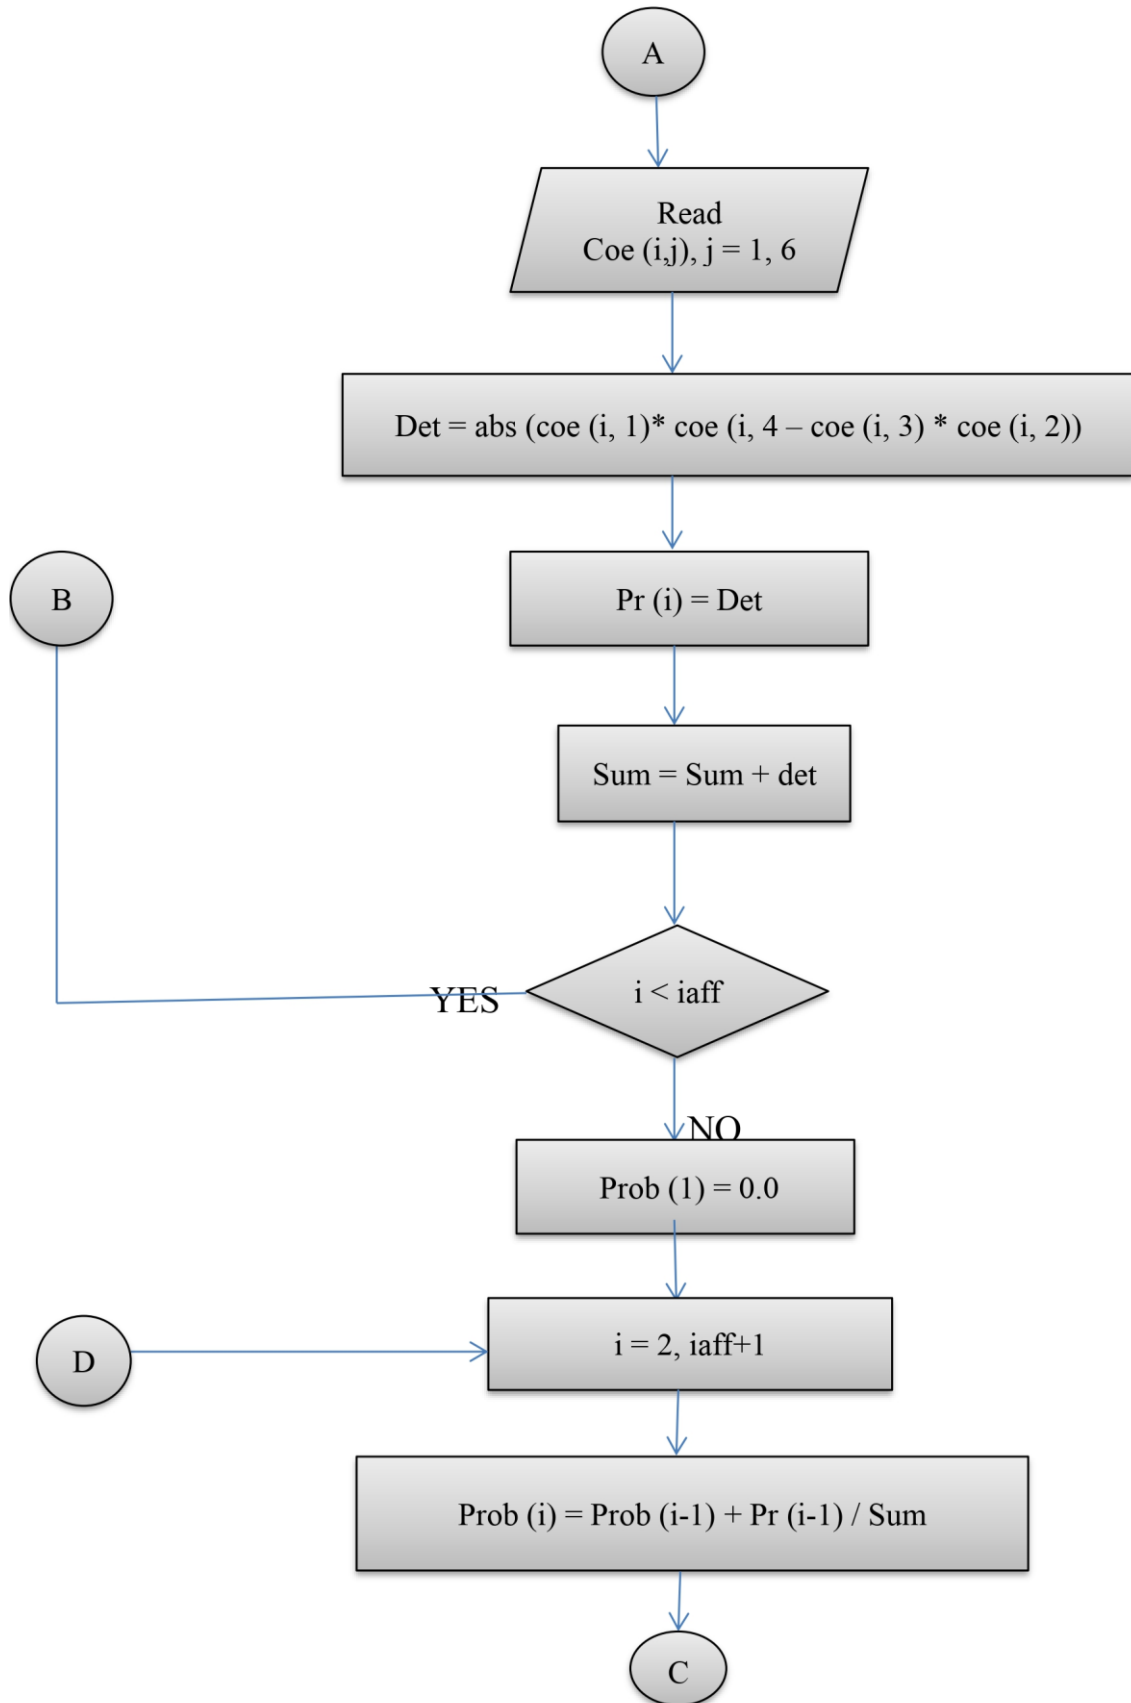 A
Read
Coe (i,j), j = 1, 6
Det = abs (coe (i, 1)* coe (i, 4 – coe (i, 3) * coe (i, 2))
B
Pr (i) = Det
Sum = Sum + det
i < iaff
YES
NO
Prob (1) = 0.0
i = 2, iaff+1
D
Prob (i) = Prob (i-1) + Pr (i-1) / Sum
C